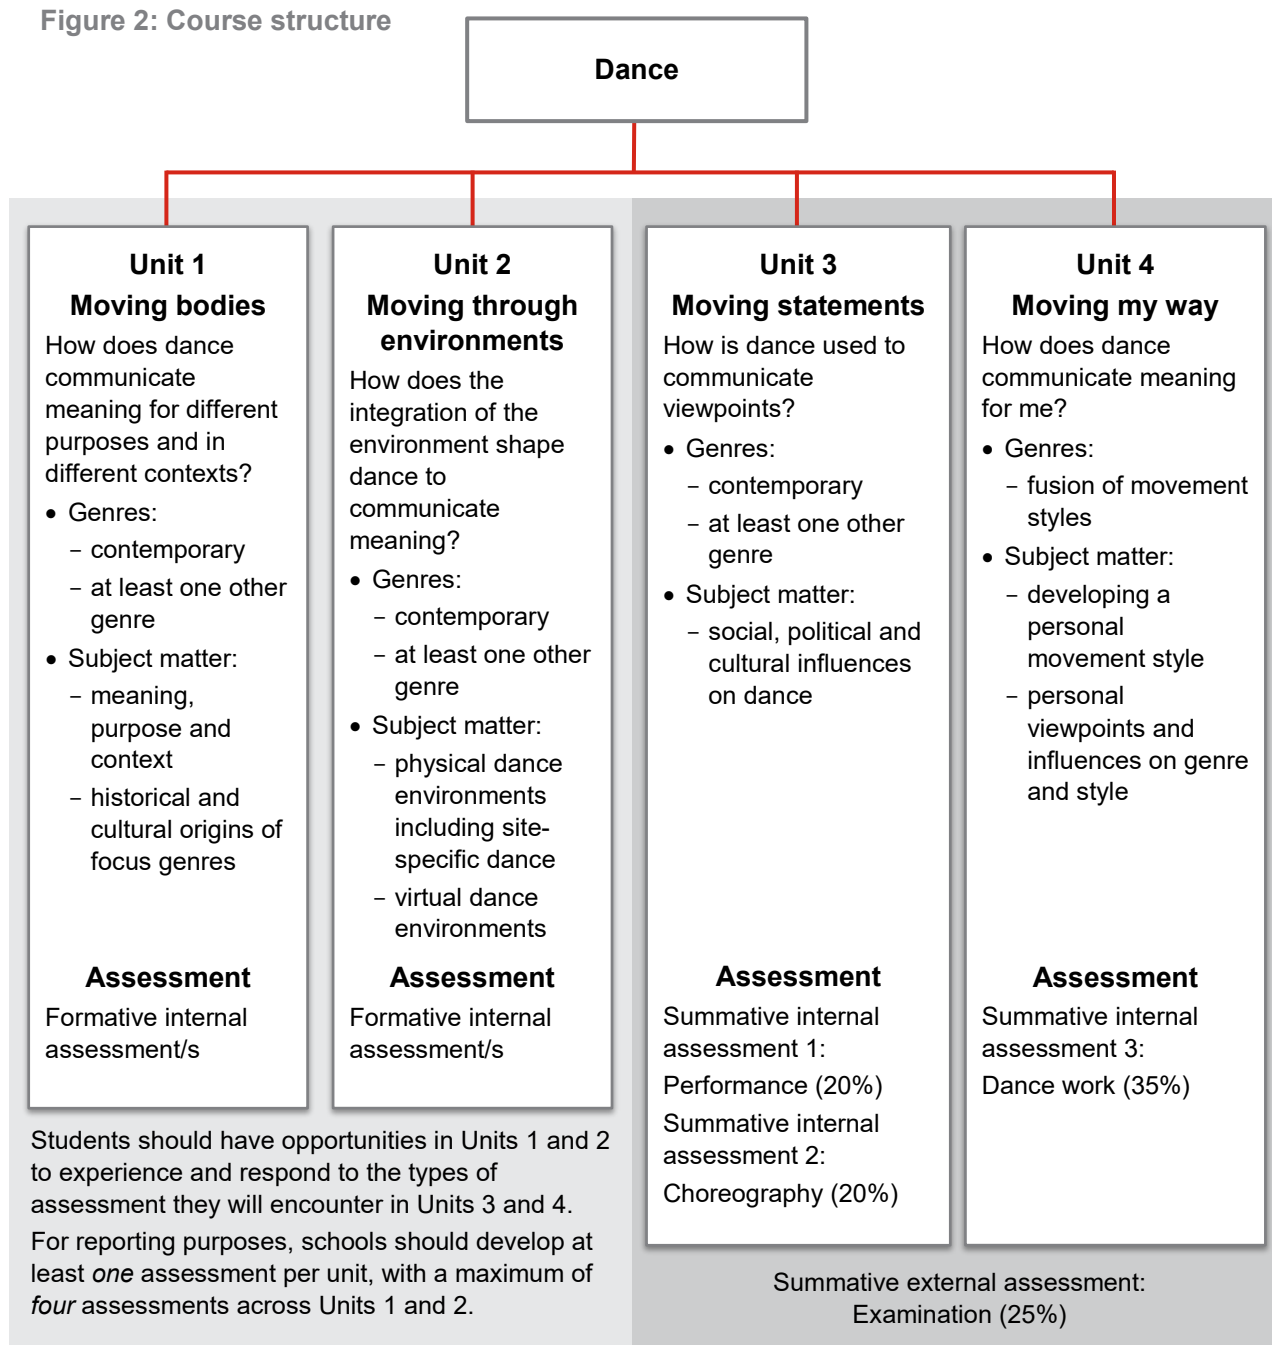 Figure 2: Course structure
Dance
Unit 1
Moving bodies
How does dance
communicate
meaning for different
purposes and in
different contexts?
• Genres:
– contemporary
– at least one other
genre
• Subject matter:
– meaning,
purpose and
context
– historical and
cultural origins of
focus genres
Assessment
Formative internal
assessment/s
Unit 2
Moving through
environments
How does the
integration of the
environment shape
dance to
communicate
meaning?
• Genres:
– contemporary
– at least one other
genre
• Subject matter:
– physical dance
environments
including site-
specific dance
– virtual dance
environments
Assessment
Formative internal
assessment/s
Students should have opportunities in Units 1 and 2
to experience and respond to the types of
assessment they will encounter in Units 3 and 4.
For reporting purposes, schools should develop at
least one assessment per unit, with a maximum of
four assessments across Units 1 and 2.
Unit 3
Moving statements
How is dance used to
communicate
viewpoints?
• Genres:
– contemporary
– at least one other
genre
• Subject matter:
– social, political and
cultural influences
on dance
Assessment
Summative internal
assessment 1:
Performance (20%)
Summative internal
assessment 2:
Choreography (20%)
Unit 4
Moving my way
How does dance
communicate meaning
for me?
• Genres:
– fusion of movement
styles
• Subject matter:
– developing a
personal
movement style
– personal
viewpoints and
influences on genre
and style
Assessment
Summative internal
assessment 3:
Dance work (35%)
Summative external assessment:
Examination (25%)